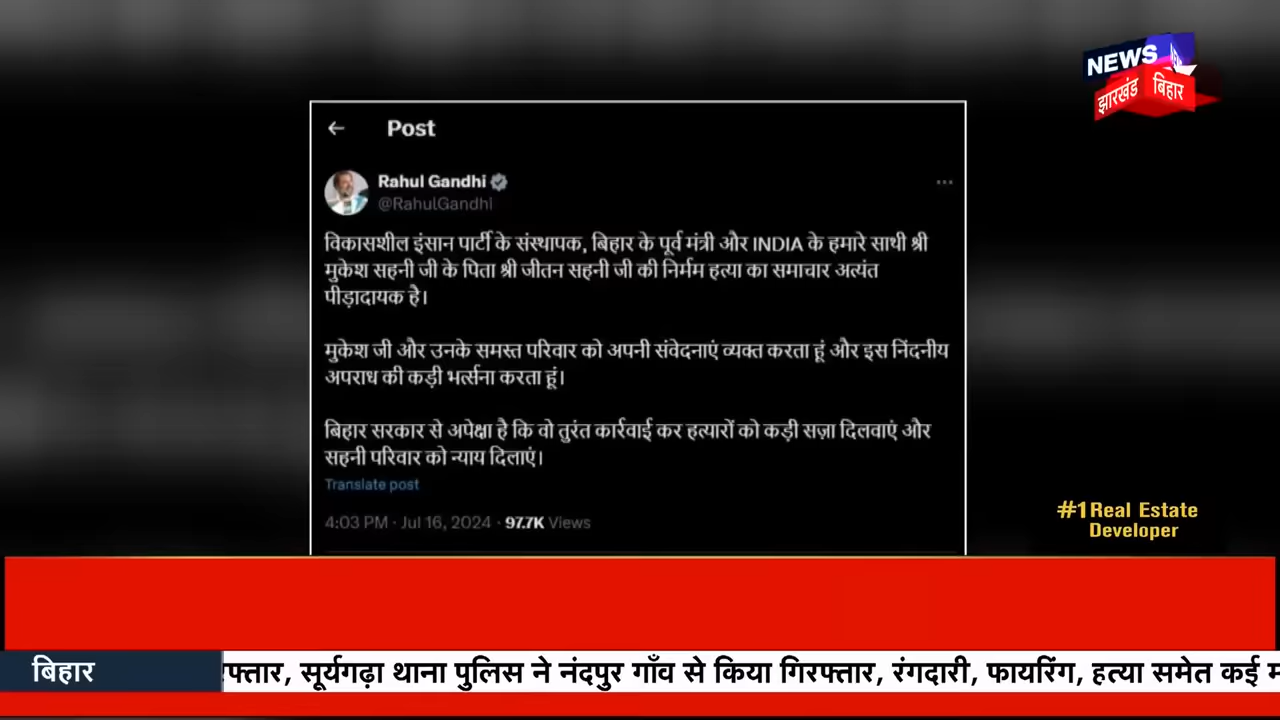 NEWS
झारखंड बिहार
Post
Rahul Gandhi
@RahulGandhi
विकासशील इंसान पार्टी के संस्थापक, बिहार के पूर्व मंत्री और INDIA के हमारे साथी श्री
मुकेश सहनी जी के पिता श्री जीतन सहनी जी की निर्मम हत्या का समाचार अत्यंत
पीड़ादायक है।
मुकेश जी और उनके समस्त परिवार को अपनी संवेदनाएं व्यक्त करता हूं और इस निंदनीय
अपराध की कड़ी भर्त्सना करता हूं।
बिहार सरकार से अपेक्षा है कि वो तुरंत कार्रवाई कर हत्यारों को कड़ी सज़ा दिलवाएं और
सहनी परिवार को न्याय दिलाएं।
Translate post
4:03 PM · Jul 16, 2024 · 97.7K Views
#1 Real Estate
Developer
बिहार
सूर्यगढ़ा थाना पुलिस ने नंदपुर गाँव से किया गिरफ्तार, रंगदारी, फायरिंग, हत्या समेत कई